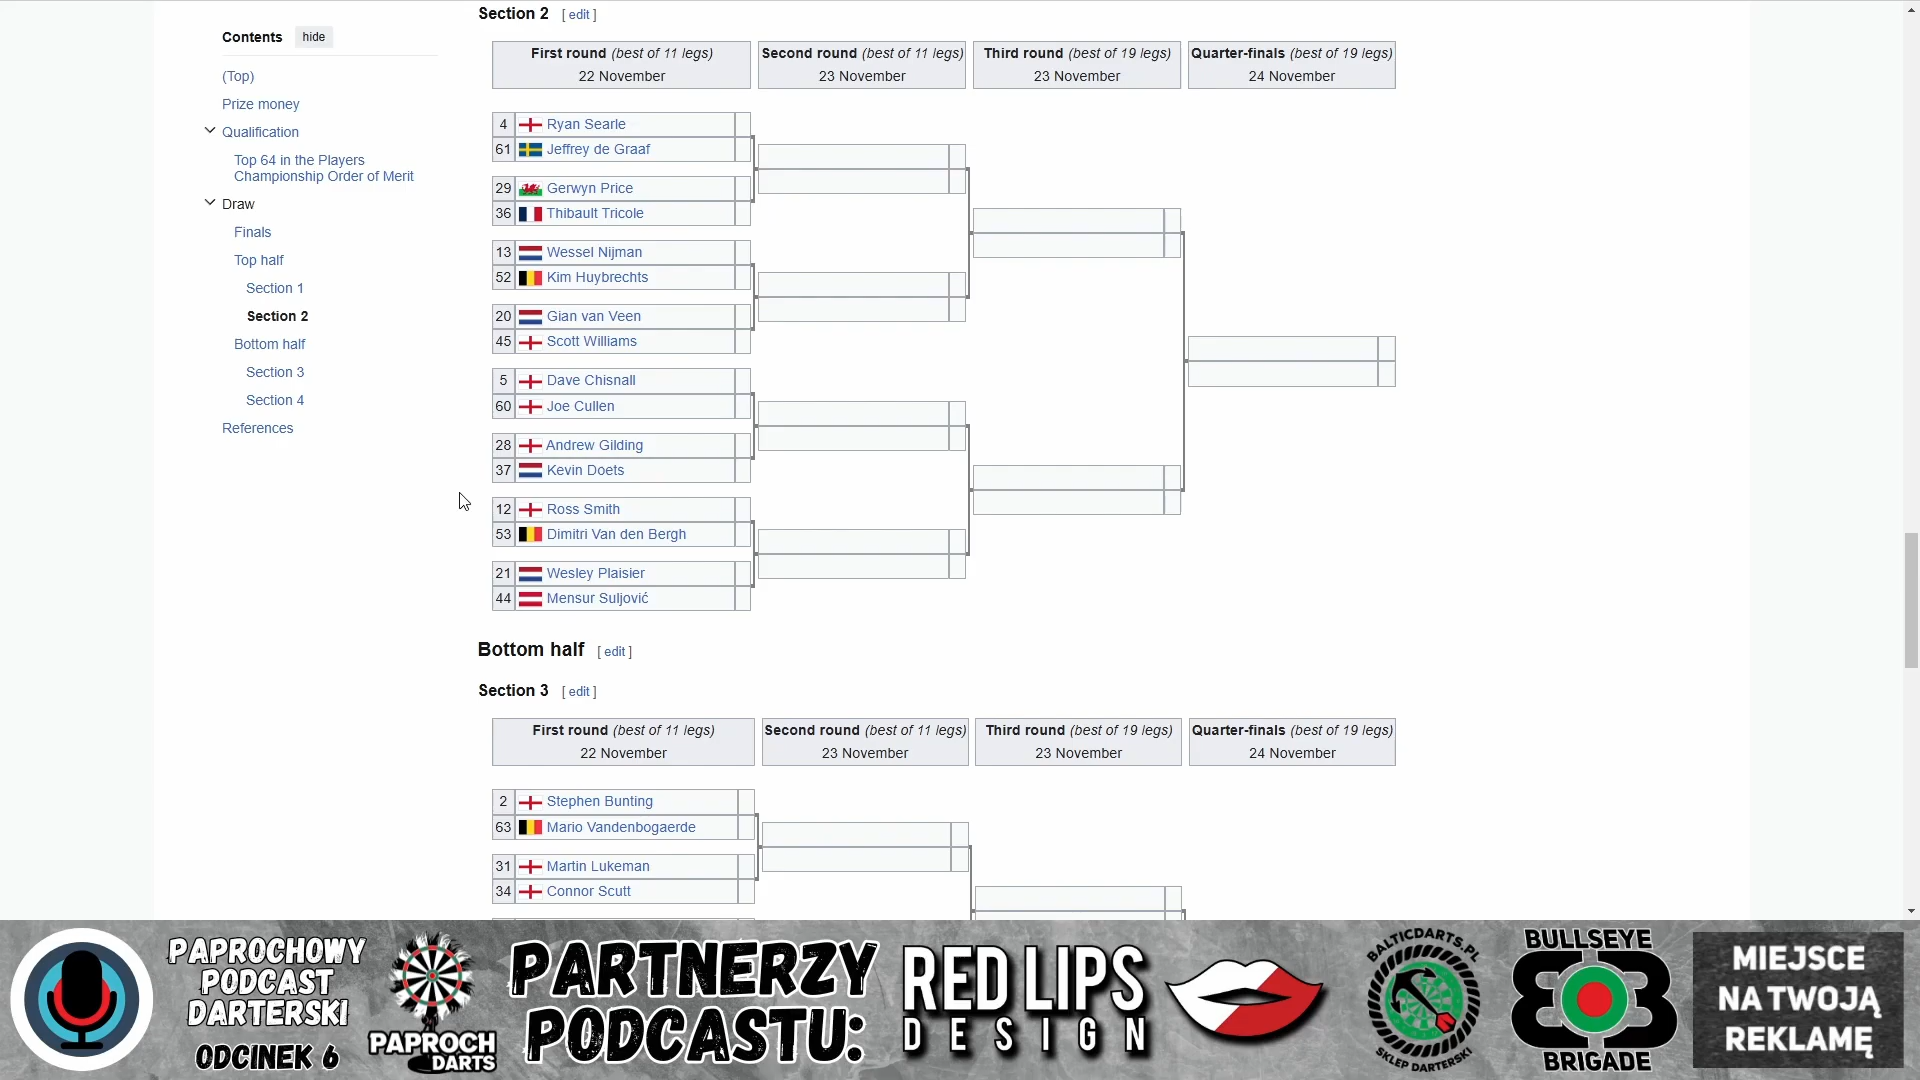 Contents hide
(Top)
Prize money
Qualification
Top 64 in the Players
Championship Order of Merit
Draw
Finals
Top half
Section 1
Section 2
Bottom half
Section 3
Section 4
References
Section 2 [ edit ]
First round (best of 11 legs)
22 November
Second round (best of 11 legs)
23 November
Third round (best of 19 legs)
23 November
Quarter-finals (best of 19 legs)
24 November
4 Ryan Searle
61 Jeffrey de Graaf
29 Gerwyn Price
36 Thibault Tricole
13 Wessel Nijman
52 Kim Huybrechts
20 Gian van Veen
45 Scott Williams
5 Dave Chisnall
60 Joe Cullen
28 Andrew Gilding
37 Kevin Doets
12 Ross Smith
53 Dimitri Van den Bergh
21 Wesley Plaisier
44 Mensur Suljović
Bottom half [ edit ]
Section 3 [ edit ]
First round (best of 11 legs)
22 November
Second round (best of 11 legs)
23 November
Third round (best of 19 legs)
23 November
Quarter-finals (best of 19 legs)
24 November
2 Stephen Bunting
63 Mario Vandenbogaerde
31 Martin Lukeman
34 Connor Scutt
PAPROCHOWY
PODCAST
DARTERSKI
ODCINEK 6
PAPROCH
DARTS
PARTNERZY
PODCASTU:
RED LIPS
DESIGN
BALTICDARTS.PL
SKLEP DARTERSKI
BULLSEYE
BRIGADE
MIEJSCE
NA TWOJĄ
REKLAMĘ